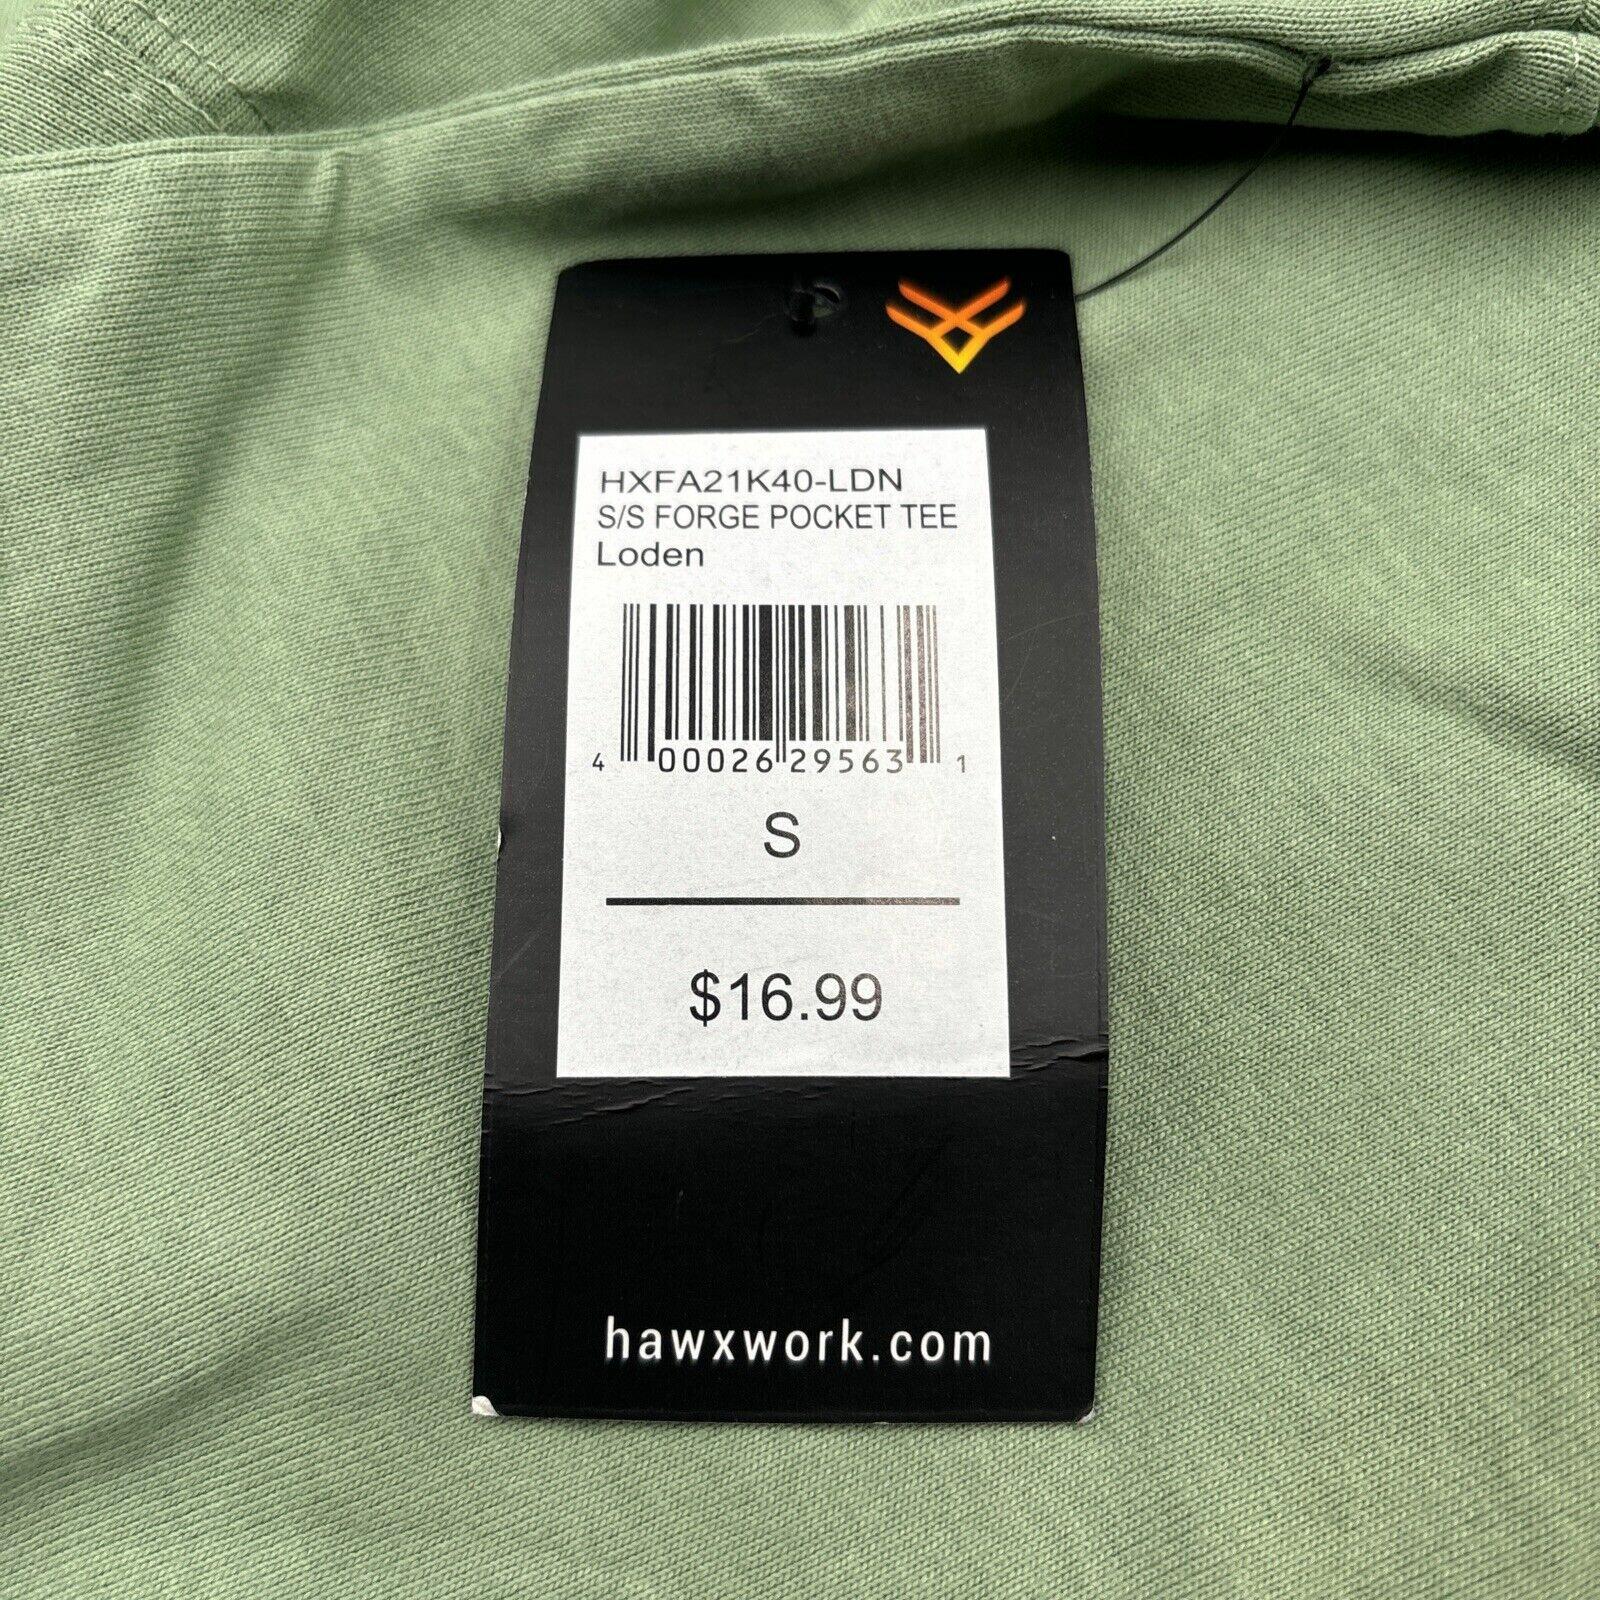 HXFA21K40-LDN
S/S FORGE POCKET TEE
Loden
4 00026 29563 1
S
$16.99
hawxwork.com